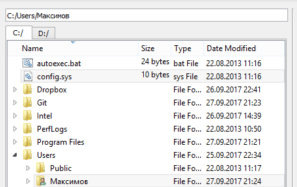 C:/Users/Максимов
C:/ D:/
Name Size Type Date Modified
autoexec.bat 24 bytes bat File 22.08.2013 11:16
config.sys 10 bytes sys File 22.08.2013 11:16
Dropbox File Fo... 26.09.2017 22:41
Git File Fo... 27.09.2017 21:23
Intel File Fo... 26.09.2017 14:39
PerfLogs File Fo... 22.08.2013 10:50
Program Files File Fo... 27.09.2017 21:21
Users File Fo... 25.09.2017 22:34
Public File Fo... 22.08.2013 11:17
Максимов File Fo... 27.09.2017 21:24